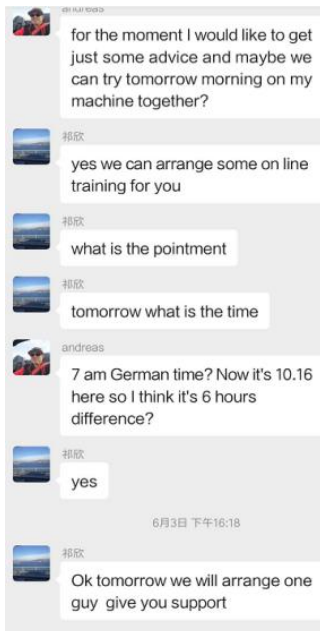 andreas
for the moment I would like to get
just some advice and maybe we
can try tomorrow morning on my
machine together?
祁欣
yes we can arrange some on line
training for you
祁欣
what is the pointment
祁欣
tomorrow what is the time
andreas
7 am German time? Now it's 10.16
here so I think it's 6 hours
difference?
祁欣
yes
6月3日 下午16:18
祁欣
Ok tomorrow we will arrange one
guy give you support